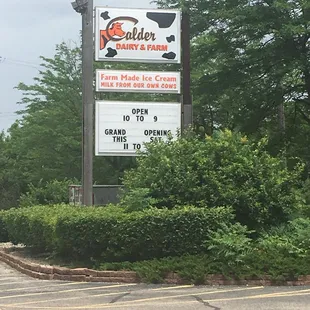 Calder
DAIRY & FARM
Farm Made Ice Cream
MILK FROM OUR OWN COWS
OPEN
10 TO 9
GRAND OPENING
THIS SAT
11 TO